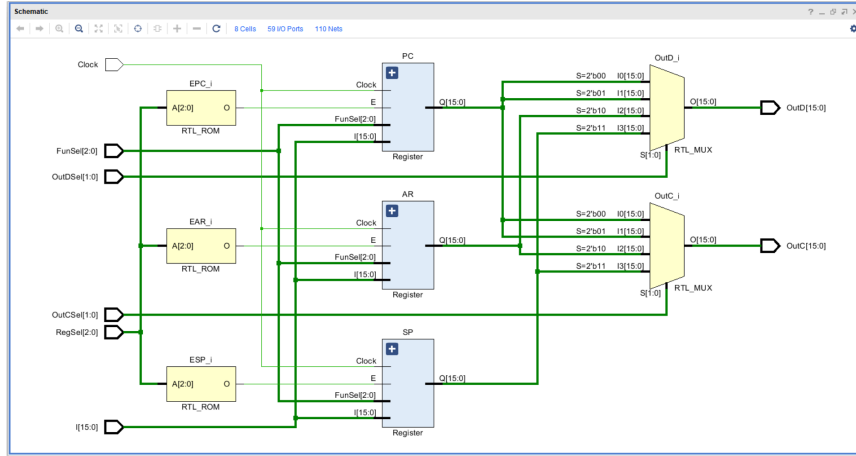 Schematic
8 Cells 59 I/O Ports 110 Nets
Clock
EPC_i
A[2:0] O
RTL_ROM
PC
Clock
E
FunSel[2:0]
I[15:0]
Q[15:0]
Register
OutD_i
S=2'b00 I0[15:0]
S=2'b01 I1[15:0]
S=2'b10 I2[15:0]
S=2'b11 I3[15:0]
S[1:0]
O[15:0]
RTL_MUX
OutD[15:0]
FunSel[2:0]
OutDSel[1:0]
EAR_i
A[2:0] O
RTL_ROM
AR
Clock
E
FunSel[2:0]
I[15:0]
Q[15:0]
Register
OutC_i
S=2'b00 I0[15:0]
S=2'b01 I1[15:0]
S=2'b10 I2[15:0]
S=2'b11 I3[15:0]
S[1:0]
O[15:0]
RTL_MUX
OutC[15:0]
OutCSel[1:0]
RegSel[2:0]
ESP_i
A[2:0] O
RTL_ROM
SP
Clock
E
FunSel[2:0]
I[15:0]
Q[15:0]
Register
I[15:0]